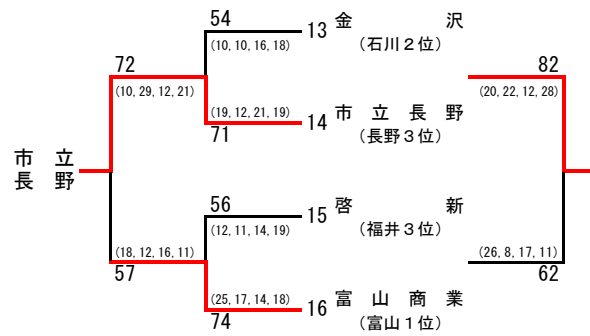 54
13 金沢
(10, 10, 16, 18)
(石川2位)
72
82
(10, 29, 12, 21)
(20, 22, 12, 28)
(19, 12, 21, 19)
14 市立長野
71
(長野3位)
市立
長野
56
15 啓新
(12, 11, 14, 19)
(福井3位)
(18, 12, 16, 11)
(26, 8, 17, 11)
57
62
(25, 17, 14, 18)
16 富山商業
74
(富山1位)